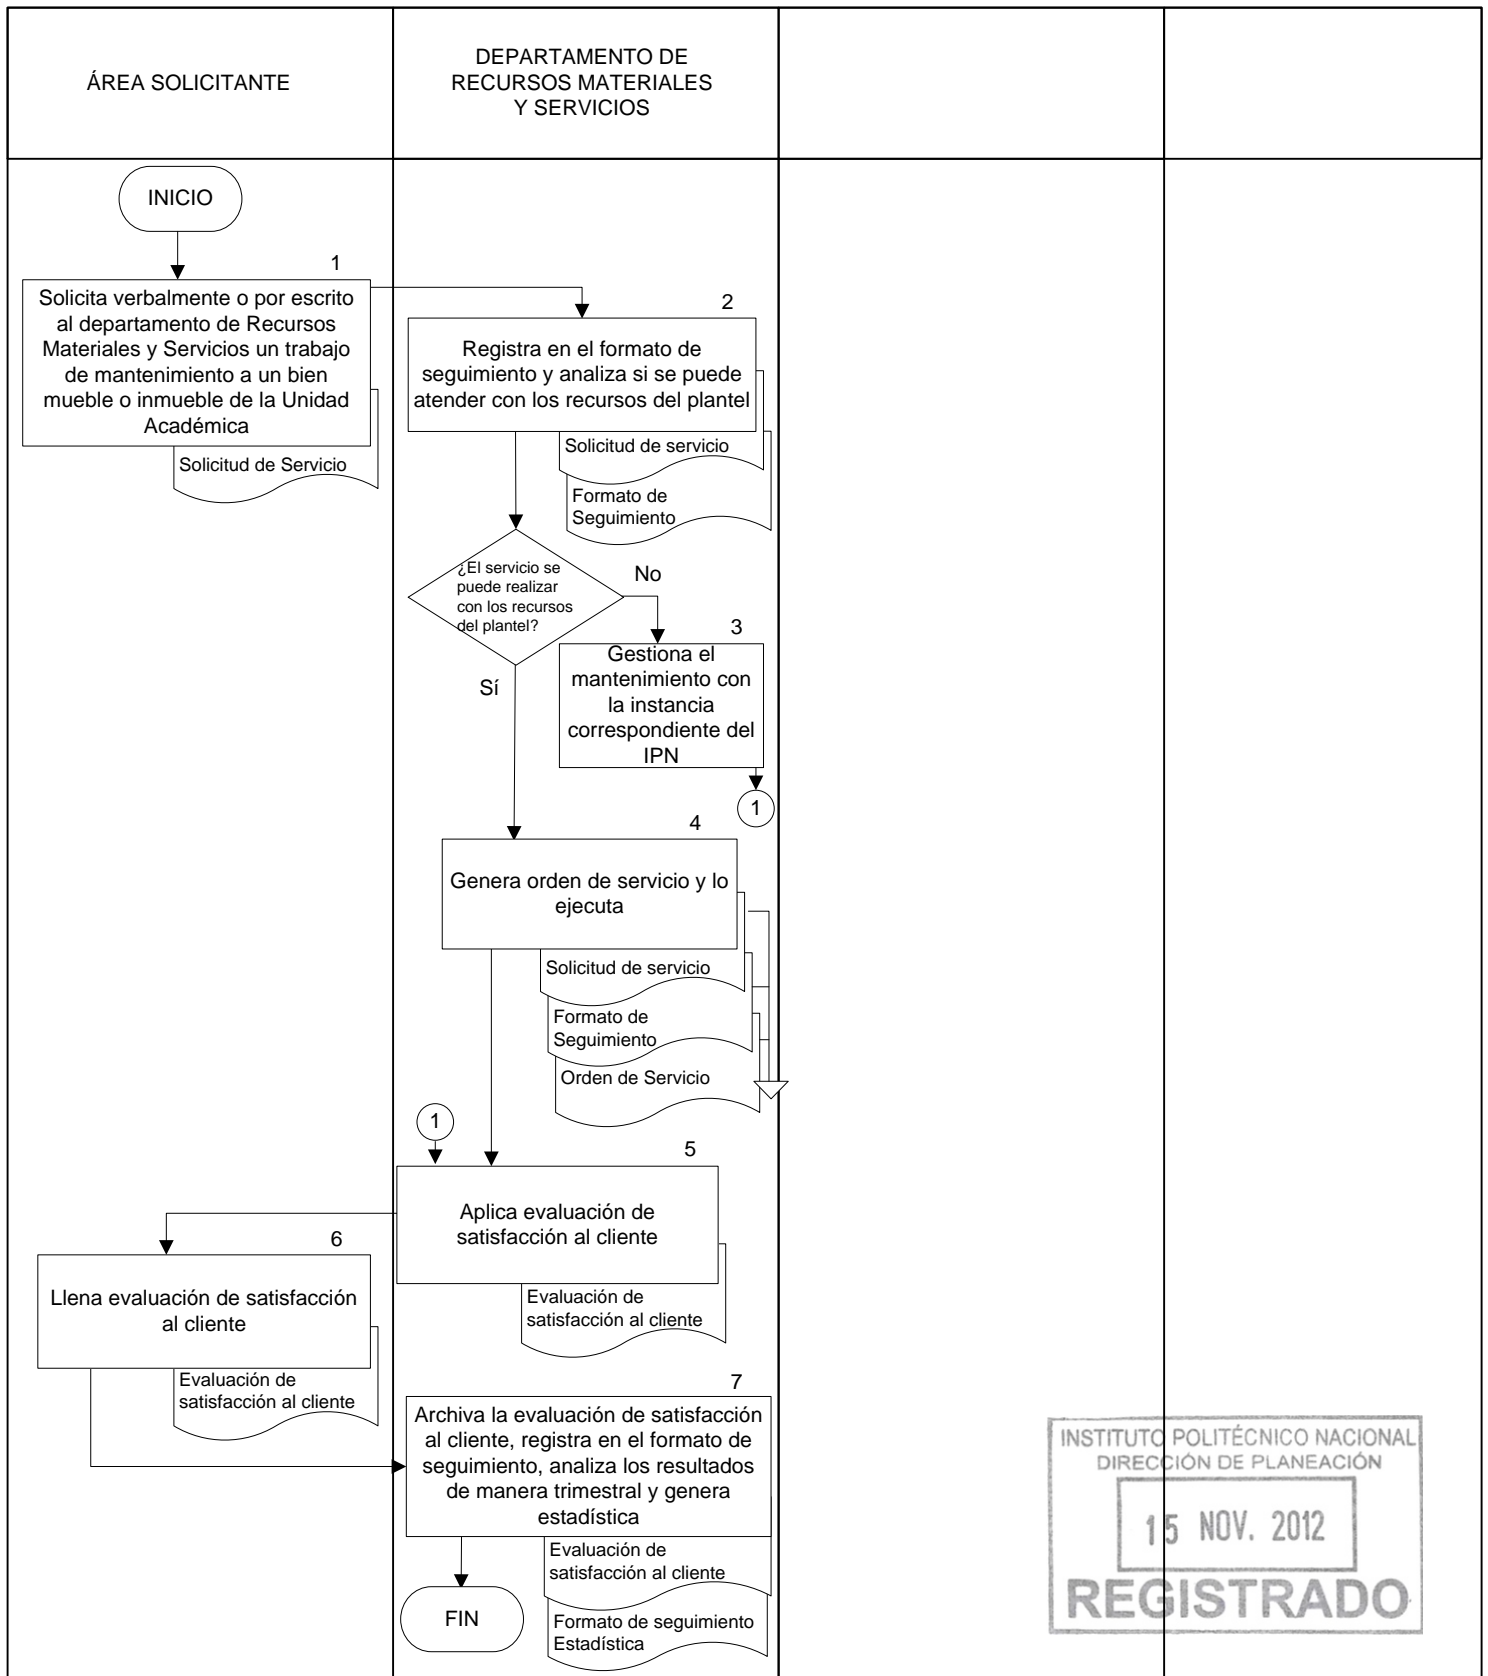 ÁREA SOLICITANTE
DEPARTAMENTO DE
RECURSOS MATERIALES
Y SERVICIOS
INICIO
1
Solicita verbalmente o por escrito
al departamento de Recursos
Materiales y Servicios un trabajo
de mantenimiento a un bien
mueble o inmueble de la Unidad
Académica
Solicitud de Servicio
2
Registra en el formato de
seguimiento y analiza si se puede
atender con los recursos del plantel
Solicitud de servicio
Formato de
Seguimiento
¿El servicio se
puede realizar
con los recursos
del plantel?
No
Sí
3
Gestiona el
mantenimiento con
la instancia
correspondiente del
IPN
1
4
Genera orden de servicio y lo
ejecuta
Solicitud de servicio
Formato de
Seguimiento
Orden de Servicio
1
5
Aplica evaluación de
satisfacción al cliente
Evaluación de
satisfacción al cliente
6
Llena evaluación de satisfacción
al cliente
Evaluación de
satisfacción al cliente
7
Archiva la evaluación de satisfacción
al cliente, registra en el formato de
seguimiento, analiza los resultados
de manera trimestral y genera
estadística
Evaluación de
satisfacción al cliente
Formato de seguimiento
Estadística
FIN
INSTITUTO POLITÉCNICO NACIONAL
DIRECCIÓN DE PLANEACIÓN
15 NOV. 2012
REGISTRADO